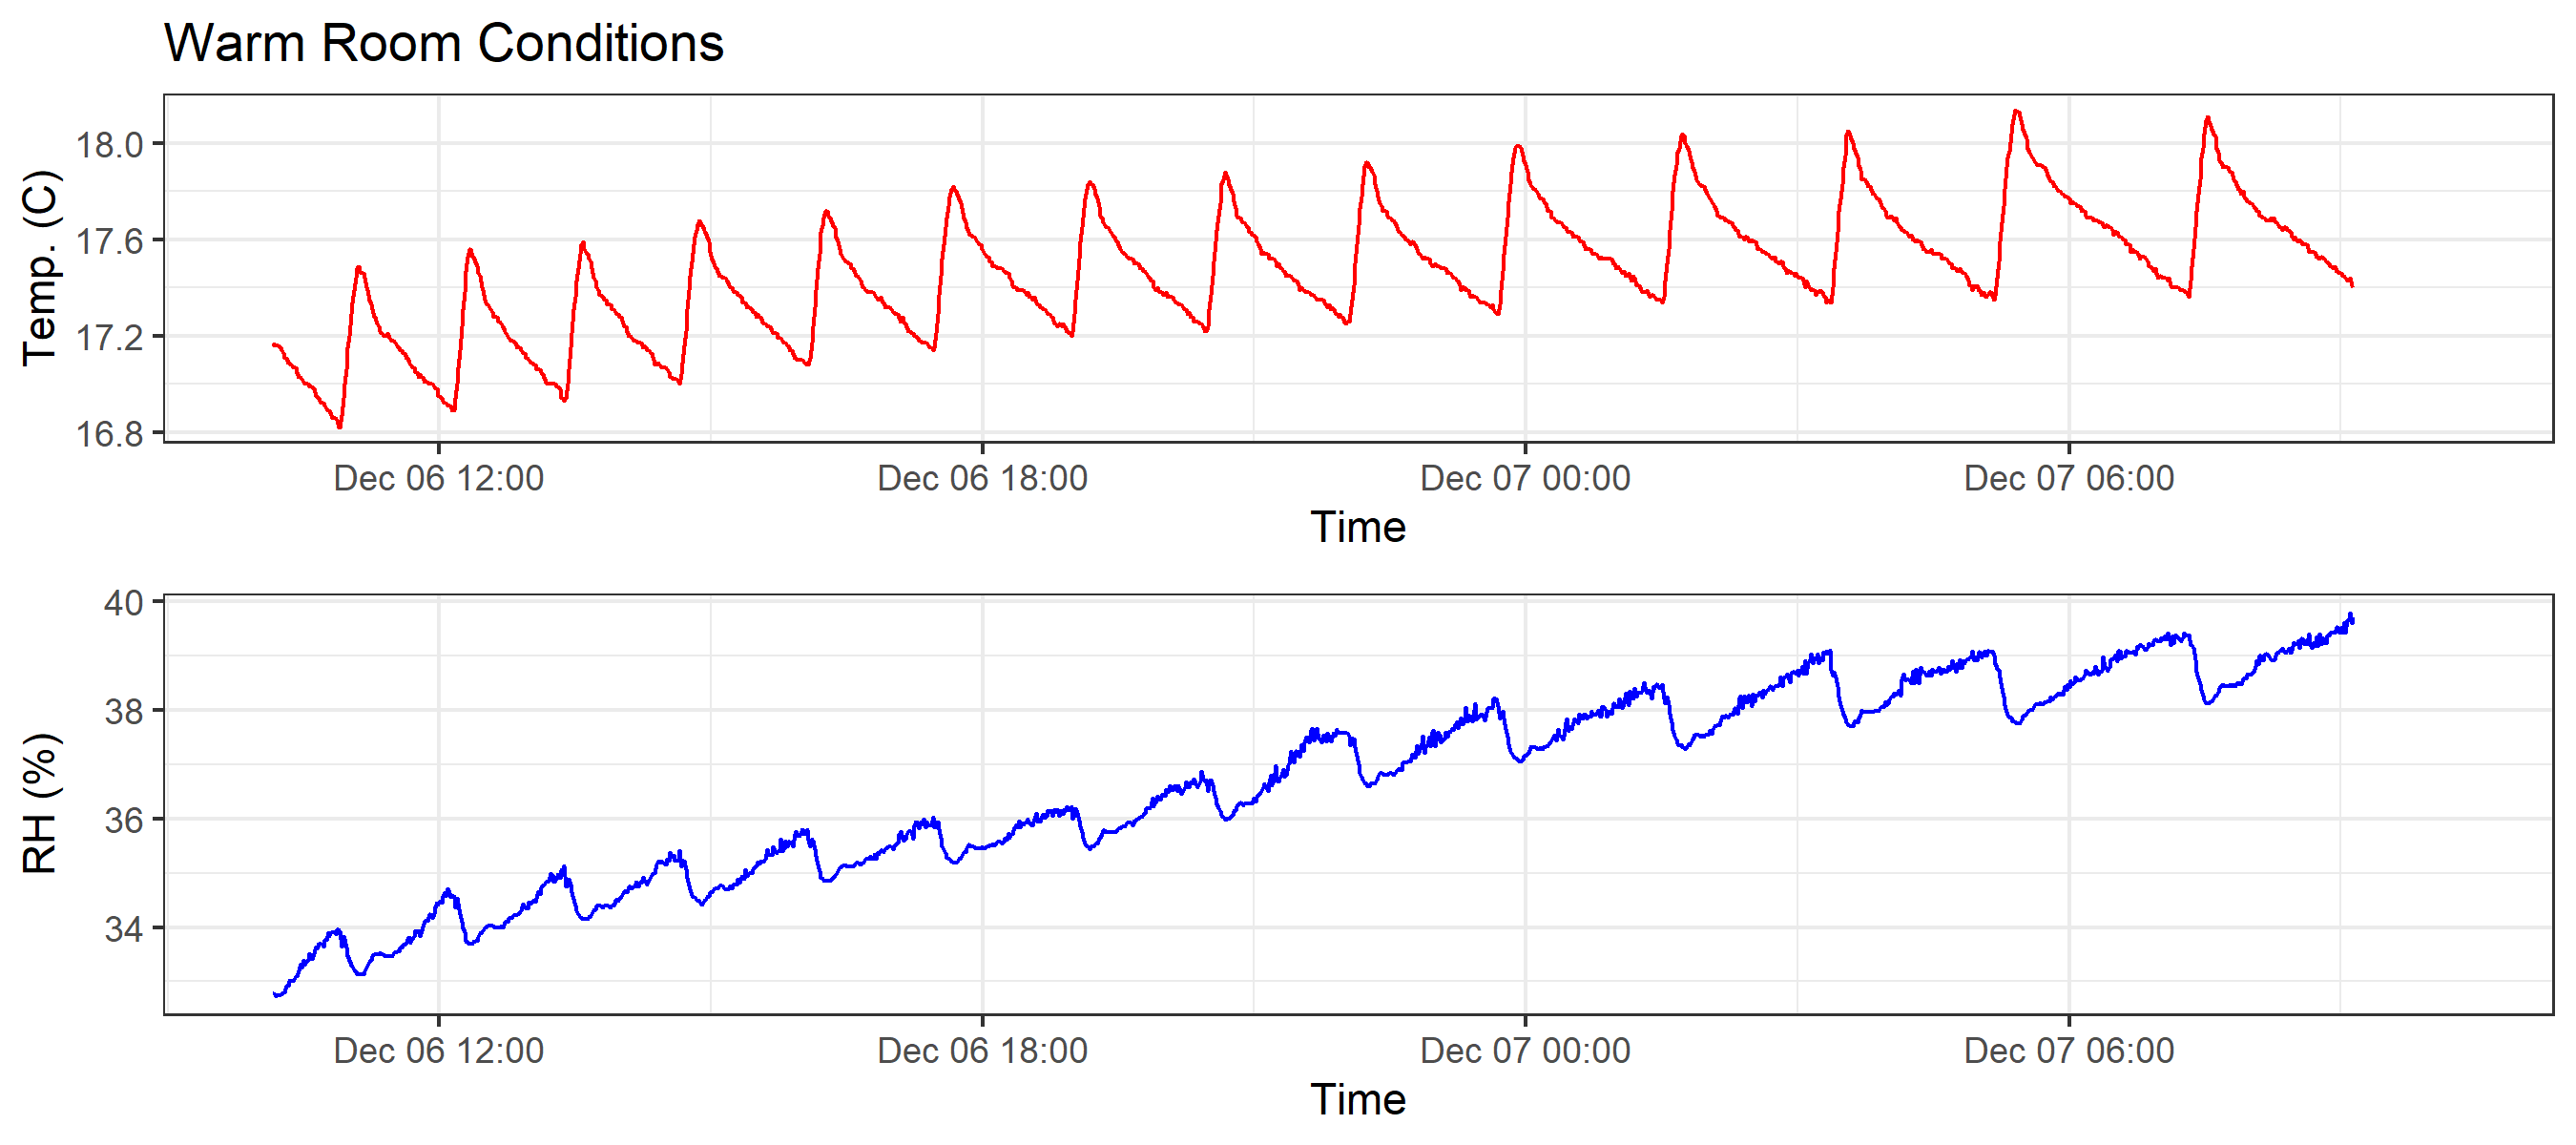 Warm Room Conditions
Temp. (C)
18.0
17.6
17.2
16.8
Dec 06 12:00 Dec 06 18:00 Dec 07 00:00 Dec 07 06:00
Time
RH (%)
40
38
36
34
Dec 06 12:00 Dec 06 18:00 Dec 07 00:00 Dec 07 06:00
Time